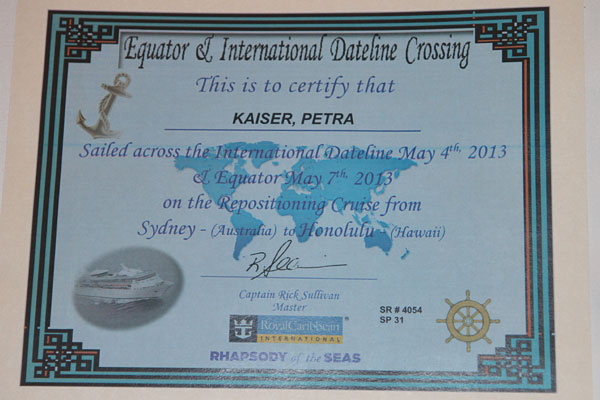 Equator & International Dateline Crossing
This is to certify that
KAISER, PETRA
Sailed across the International Dateline May 4th, 2013
& Equator May 7th, 2013
on the Repositioning Cruise from
Sydney - (Australia) to Honolulu - (Hawaii)
Captain Rick Sullivan
Master
SR # 4054
SP 31
RoyalCaribbean
INTERNATIONAL
RHAPSODY of the SEAS